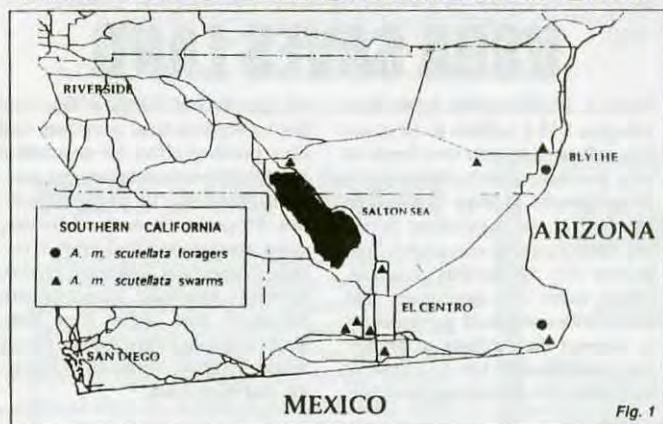 RIVERSIDE
BLYTHE
SALTON SEA
ARIZONA
SOUTHERN CALIFORNIA
A. m. scutellata foragers
A. m. scutellata swarms
EL CENTRO
SAN DIEGO
MEXICO
Fig. 1